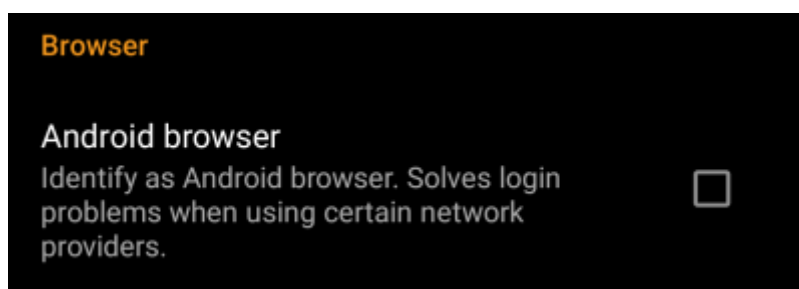 Browser
Android browser
Identify as Android browser. Solves login
problems when using certain network
providers.